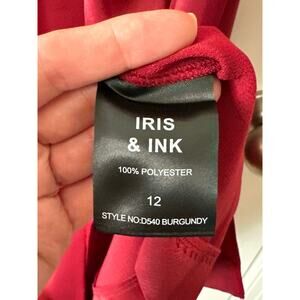 IRIS
& INK
100% POLYESTER
12
STYLE NO:D540 BURGUNDY